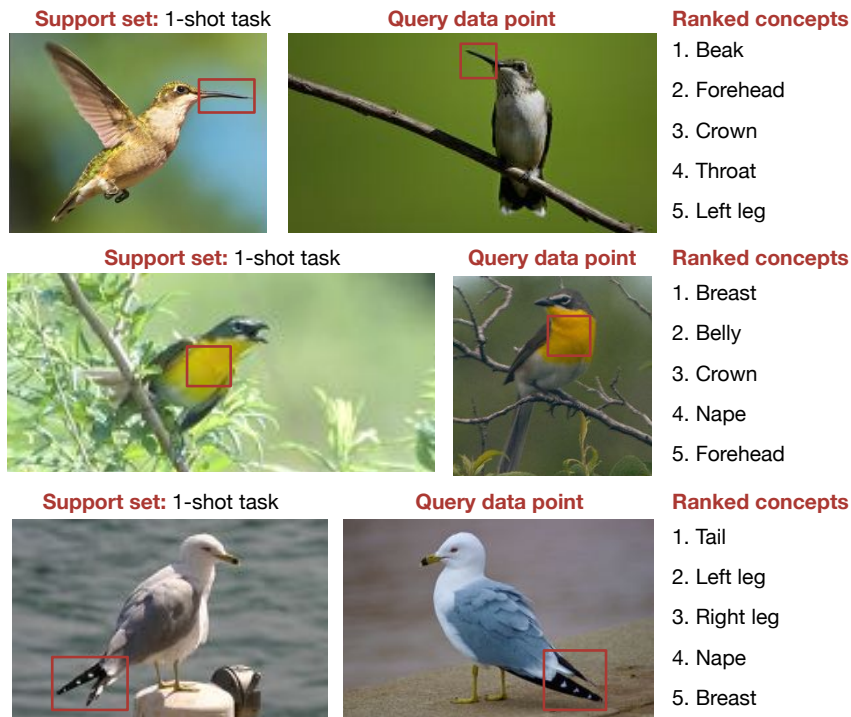 Support set: 1-shot task
Query data point
Ranked concepts
1. Beak
2. Forehead
3. Crown
4. Throat
5. Left leg
Support set: 1-shot task
Query data point
Ranked concepts
1. Breast
2. Belly
3. Crown
4. Nape
5. Forehead
Support set: 1-shot task
Query data point
Ranked concepts
1. Tail
2. Left leg
3. Right leg
4. Nape
5. Breast